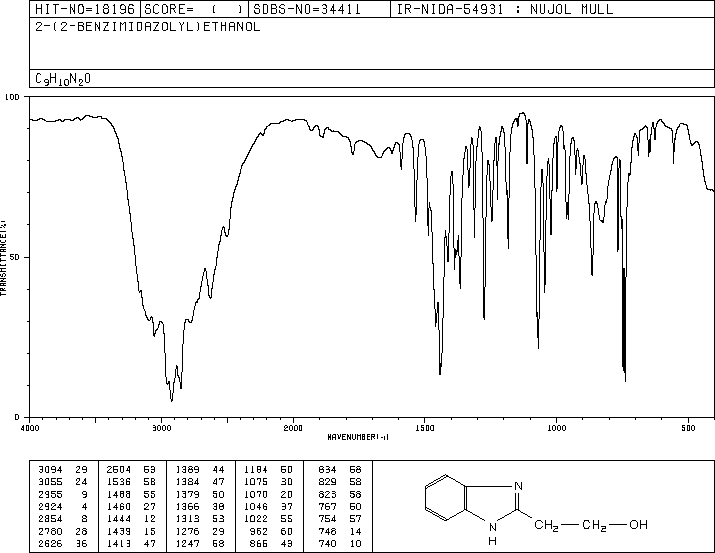 HIT-NO=18196 SCORE= ( ) SDBS-NO=34411 IR-NIDA-54931 : NUJOL MULL
2-(2-BENZIMIDAZOLYL)ETHANOL
C9H10N2O
100
50
0
TRANSMITTANCE(%)
4000 3000 2000 1500 1000 500
WAVENUMBER(-1)
3094 29 2504 53 1389 44 1184 50 834 58
3055 24 1536 58 1384 47 1075 30 829 58
2955 9 1488 55 1379 50 1070 20 823 58
2924 4 1460 27 1366 38 1046 37 767 50
2854 8 1444 12 1313 53 1022 55 754 57
2780 28 1439 15 1276 29 962 60 748 14
2626 36 1413 47 1247 58 866 43 740 10
N
N
H
CH2 CH2 OH